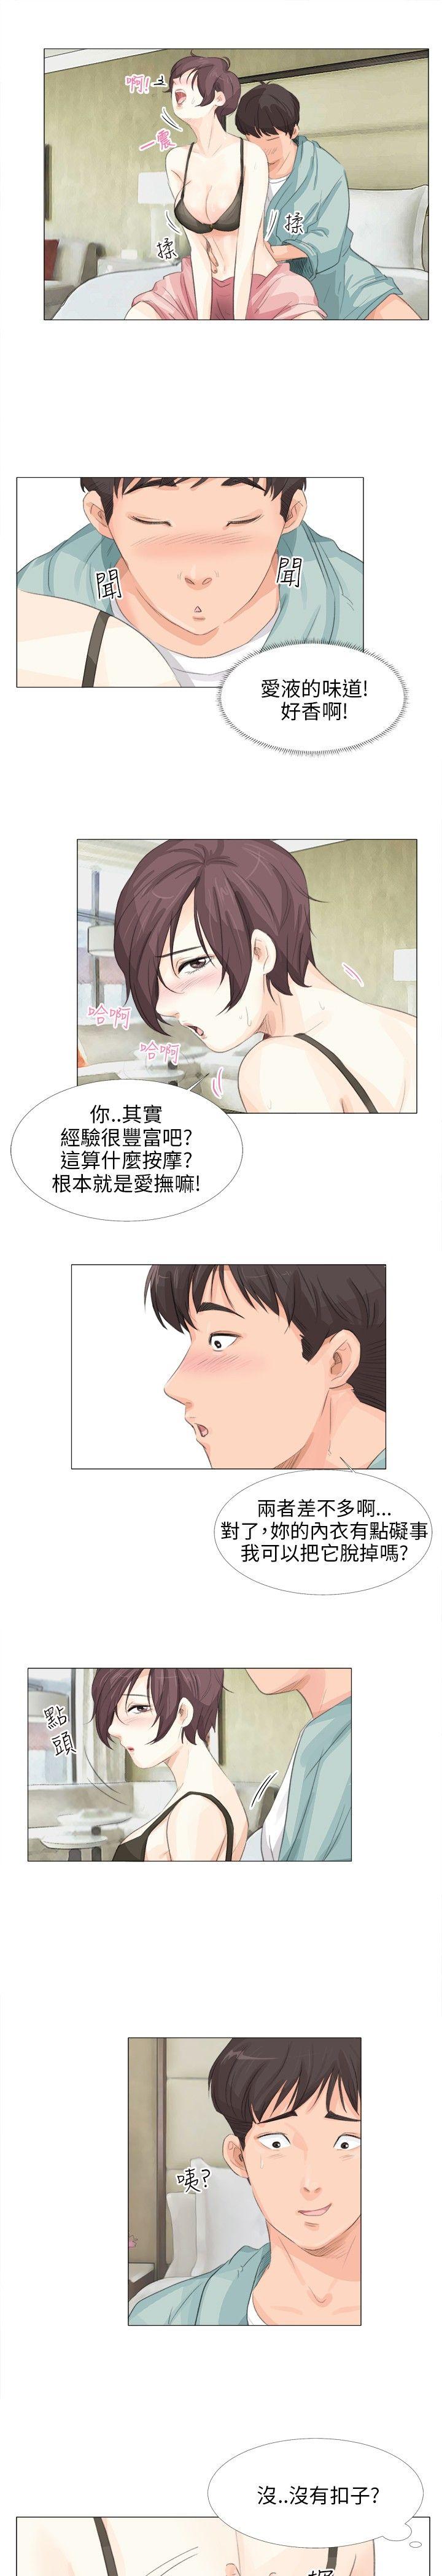 啊!
一震
揉
揉
聞
聞
愛液的味道!
好香啊!
哈啊
哈啊
你..其實
經驗很豐富吧?
這算什麼按摩?
根本就是愛撫嘛!
兩者差不多啊...
對了,妳的內衣有點礙事
我可以把它脫掉嗎?
點頭
咦?
沒..沒有扣子?